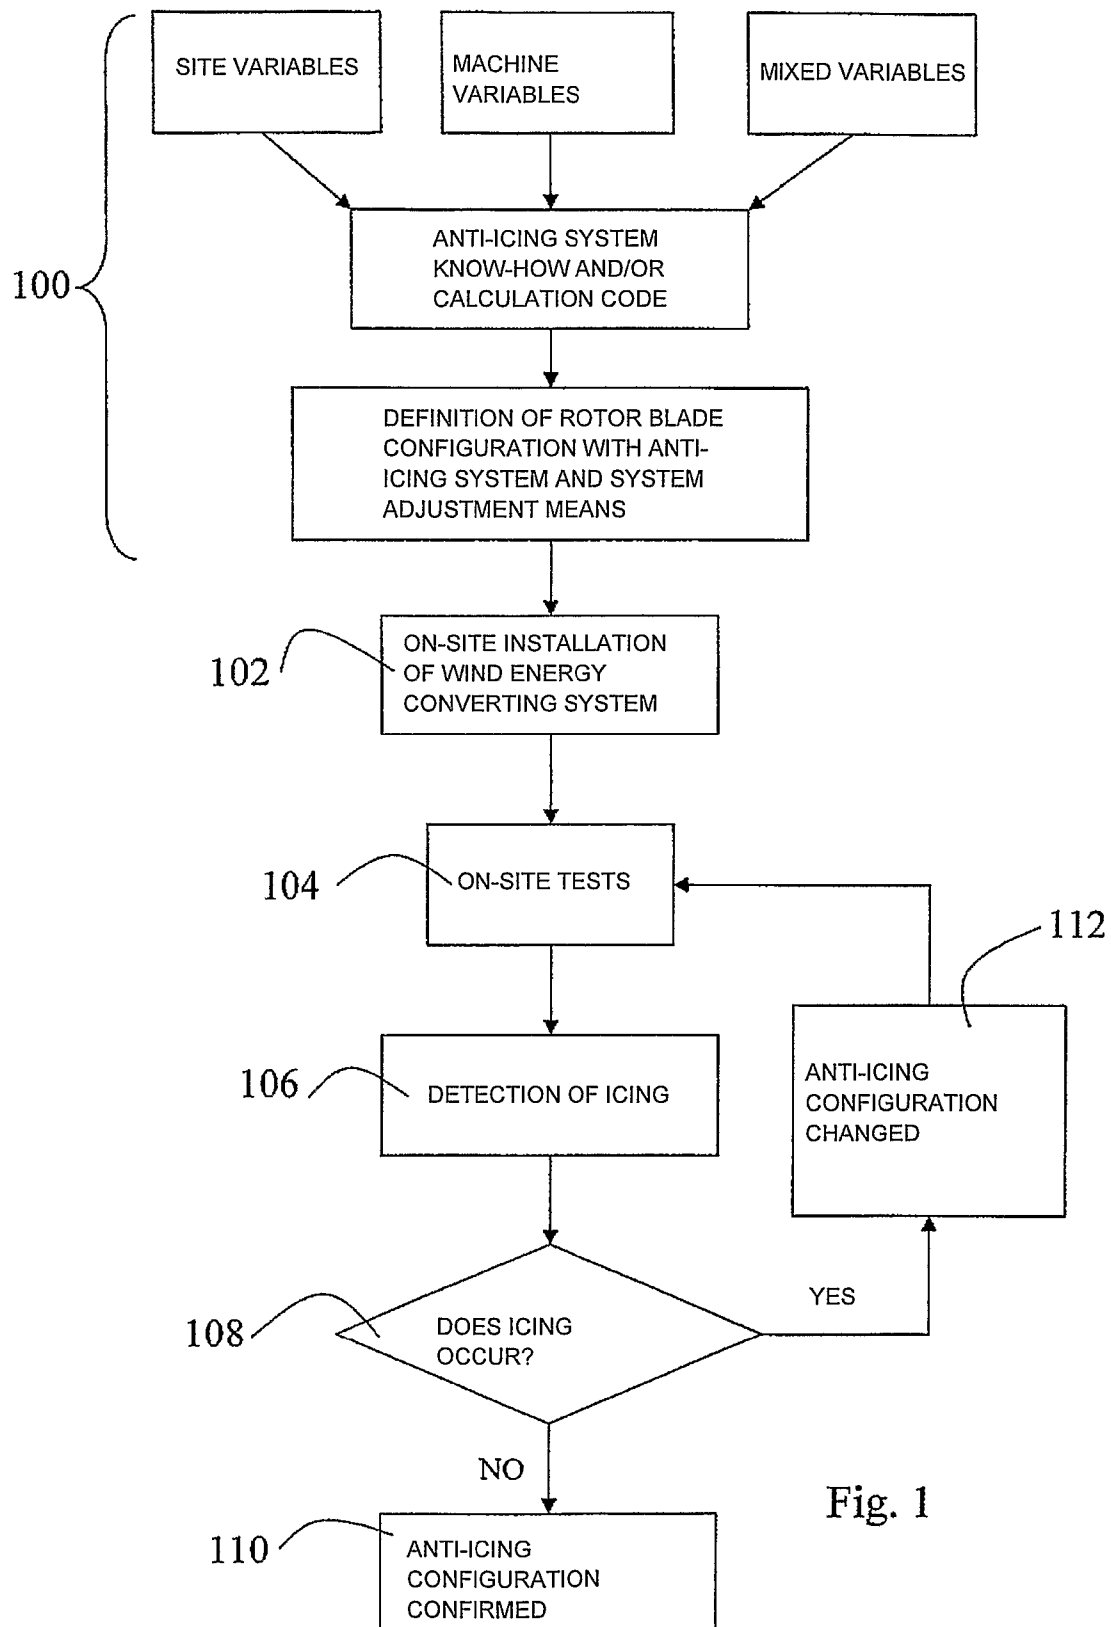 SITE VARIABLES
MACHINE
VARIABLES
MIXED VARIABLES
ANTI-ICING SYSTEM
KNOW-HOW AND/OR
CALCULATION CODE
100
DEFINITION OF ROTOR BLADE
CONFIGURATION WITH ANTI-
ICING SYSTEM AND SYSTEM
ADJUSTMENT MEANS
102
ON-SITE INSTALLATION
OF WIND ENERGY
CONVERTING SYSTEM
104
ON-SITE TESTS
112
106
DETECTION OF ICING
ANTI-ICING
CONFIGURATION
CHANGED
YES
108
DOES ICING
OCCUR?
NO
Fig. 1
110
ANTI-ICING
CONFIGURATION
CONFIRMED